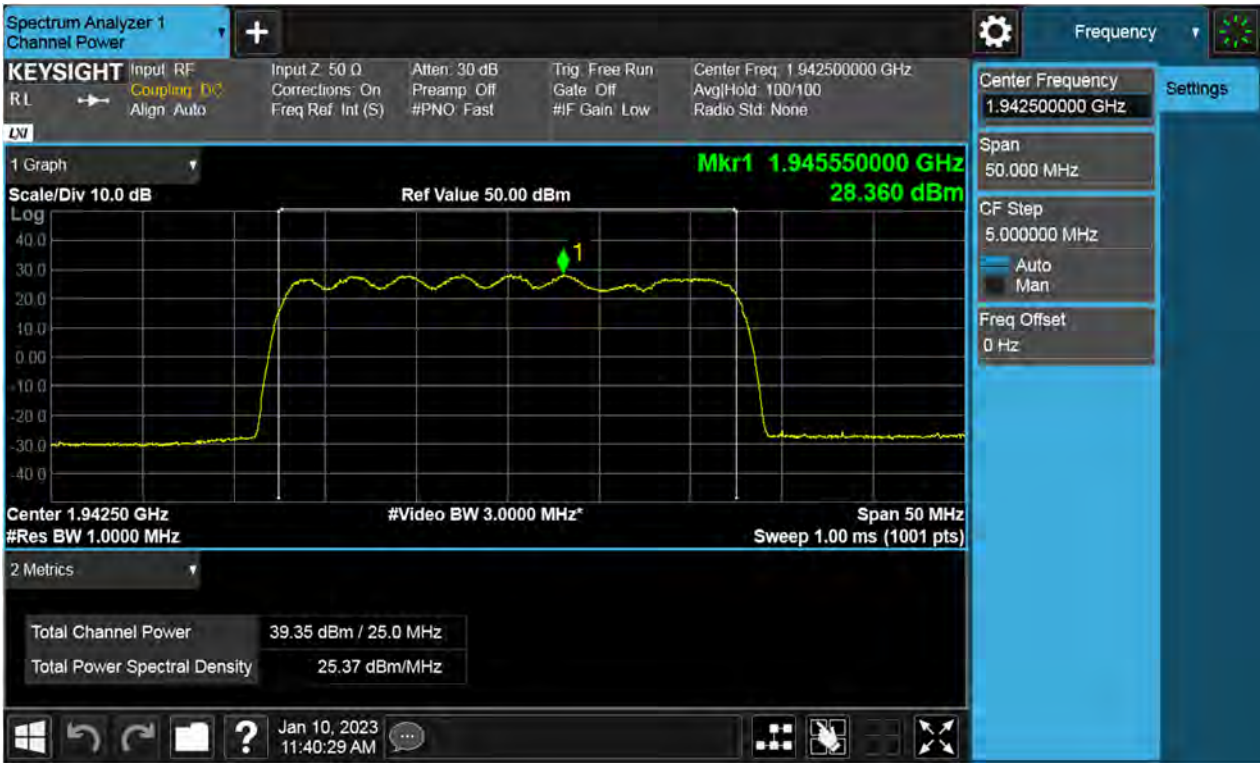 Spectrum Analyzer 1
Channel Power
+
Frequency
KEYSIGHT
RL
LXI
Input: RF
Coupling: DC
Align: Auto
Input Z: 50 Ω
Corrections: On
Freq Ref: Int (S)
Atten: 30 dB
Preamp: Off
#PNO: Fast
Trig: Free Run
Gate: Off
#IF Gain: Low
Center Freq: 1.942500000 GHz
Avg|Hold: 100/100
Radio Std: None
Center Frequency
1.942500000 GHz
Settings
Span
50.000 MHz
CF Step
5.000000 MHz
Auto
Man
Freq Offset
0 Hz
1 Graph
Mkr1 1.945550000 GHz
28.360 dBm
Scale/Div 10.0 dB
Ref Value 50.00 dBm
Log
40.0
30.0
20.0
10.0
0.00
-10.0
-20.0
-30.0
-40.0
1
Center 1.94250 GHz
#Video BW 3.0000 MHz*
Span 50 MHz
#Res BW 1.0000 MHz
Sweep 1.00 ms (1001 pts)
2 Metrics
Total Channel Power 39.35 dBm / 25.0 MHz
Total Power Spectral Density 25.37 dBm/MHz
?
Jan 10, 2023
11:40:29 AM